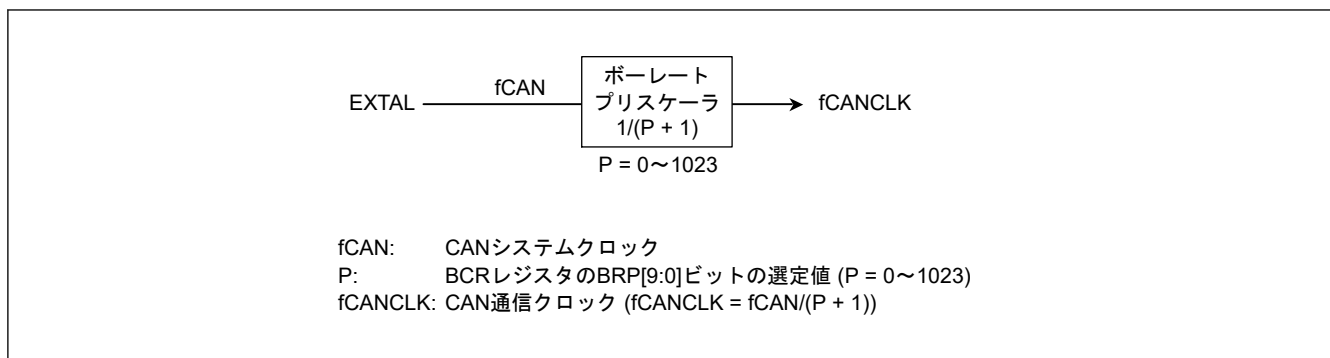 EXTAL
fCAN
ボーレート
プリスケーラ
1/(P + 1)
fCANCLK
P = 0～1023
fCAN: CANシステムクロック
P: BCRレジスタのBRP[9:0]ビットの選定値 (P = 0～1023)
fCANCLK: CAN通信クロック (fCANCLK = fCAN/(P + 1))